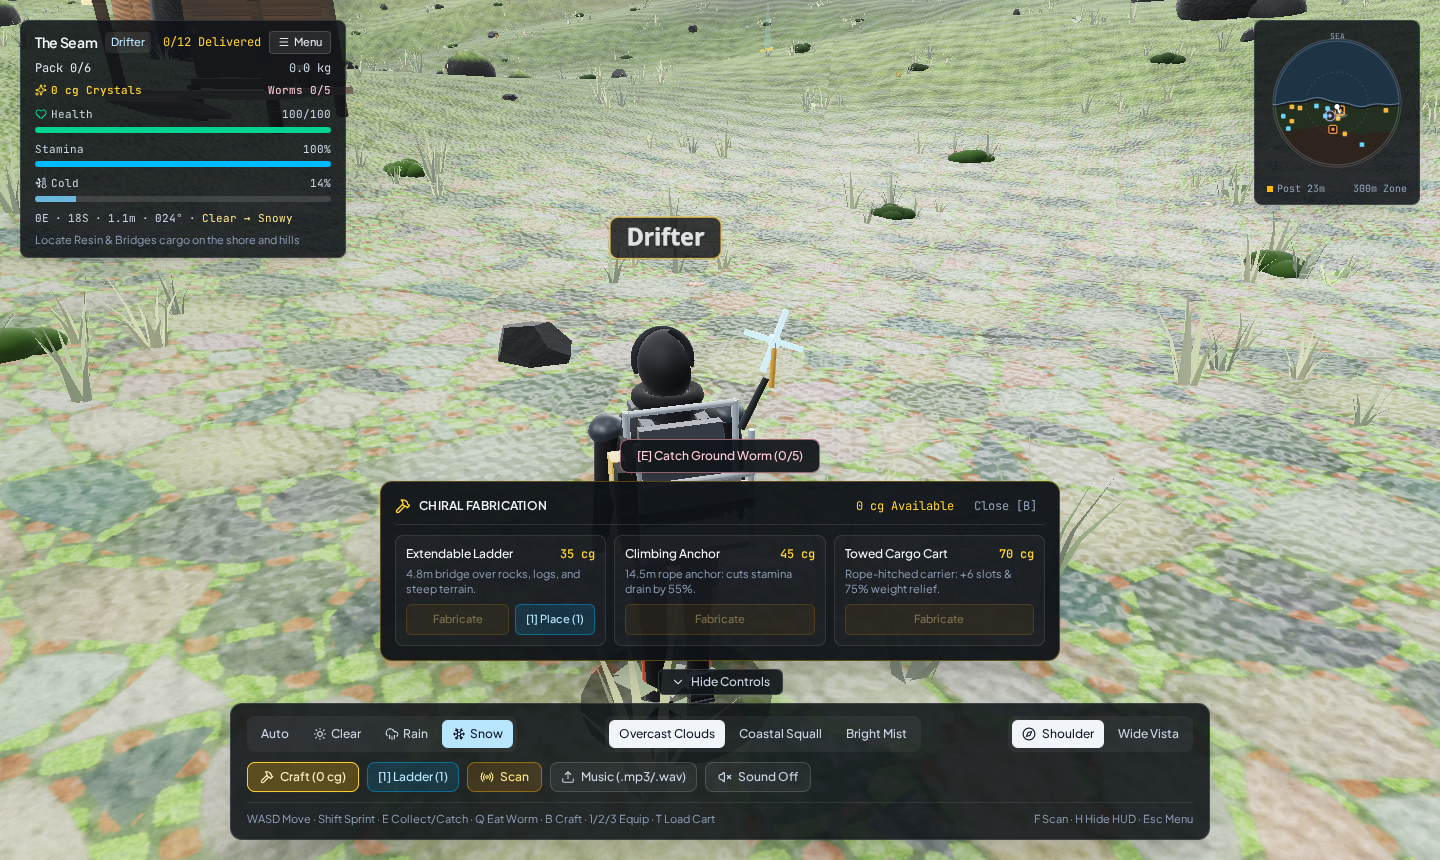 The Seam Drifter 0/12 Delivered Menu
Pack 0/6 0.0 kg
0 cg Crystals Worms 0/5
Health 100/100
Stamina 100%
Cold 14%
0E · 18S · 1.1m · 024° · Clear → Snowy
Locate Resin & Bridges cargo on the shore and hills
SEA
Post 23m 300m Zone
Drifter
[E] Catch Ground Worm (0/5)
CHIRAL FABRICATION 0 cg Available Close [B]
Extendable Ladder 35 cg
4.8m bridge over rocks, logs, and
steep terrain.
Fabricate [1] Place (1)
Climbing Anchor 45 cg
14.5m rope anchor: cuts stamina
drain by 55%.
Fabricate
Towed Cargo Cart 70 cg
Rope-hitched carrier: +6 slots &
75% weight relief.
Fabricate
Hide Controls
Auto Clear Rain Snow Overcast Clouds Coastal Squall Bright Mist Shoulder Wide Vista
Craft (0 cg) [1] Ladder (1) Scan Music (.mp3/.wav) Sound Off
WASD Move · Shift Sprint · E Collect/Catch · Q Eat Worm · B Craft · 1/2/3 Equip · T Load Cart F Scan · H Hide HUD · Esc Menu